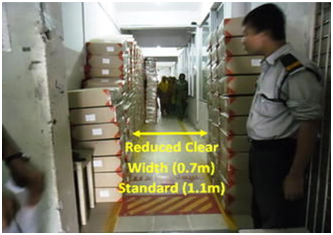 Reduced Clear
Width (0.7m)
Standard (1.1m)